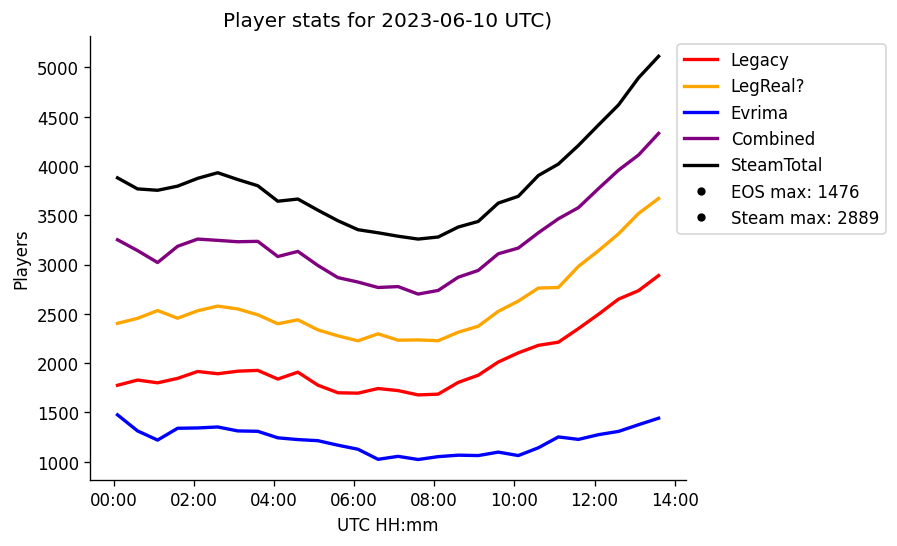 Player stats for 2023-06-10 UTC)
Legacy
LegReal?
Evrima
Combined
SteamTotal
EOS max: 1476
Steam max: 2889
Players
5000
4500
4000
3500
3000
2500
2000
1500
1000
00:00 02:00 04:00 06:00 08:00 10:00 12:00 14:00
UTC HH:mm